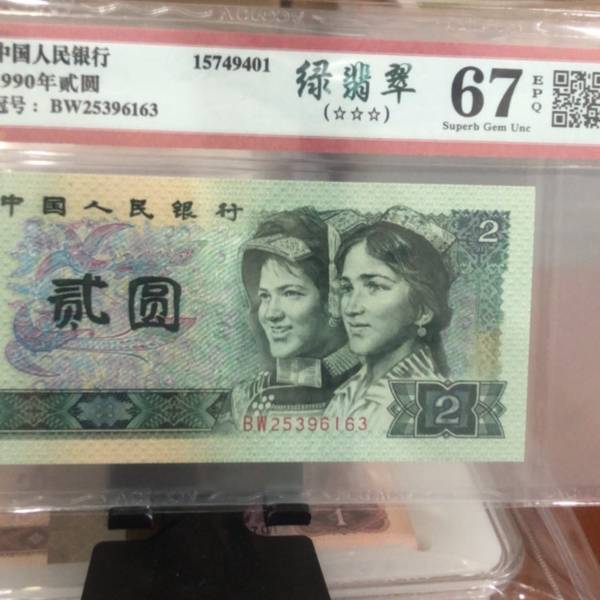 中国人民银行
990年贰圆
冠号：BW25396163
15749401
绿翡翠
(☆☆☆)
67
EPQ
Superb Gem Unc
中国人民银行
2
贰圆
BW25396163
2
1